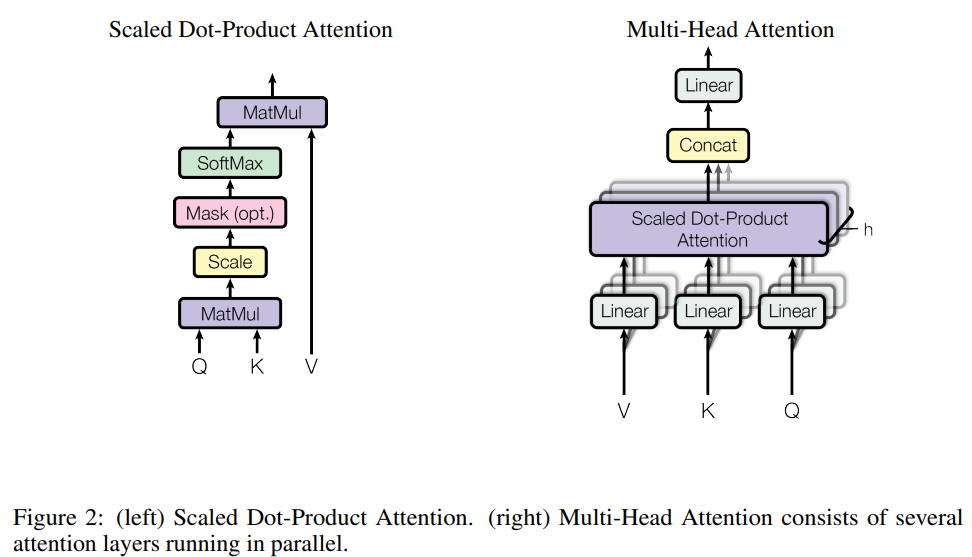 Scaled Dot-Product Attention
MatMul
SoftMax
Mask (opt.)
Scale
MatMul
Q K V
Multi-Head Attention
Linear
Concat
Scaled Dot-Product
Attention
h
Linear Linear Linear
V K Q
Figure 2: (left) Scaled Dot-Product Attention. (right) Multi-Head Attention consists of several
attention layers running in parallel.